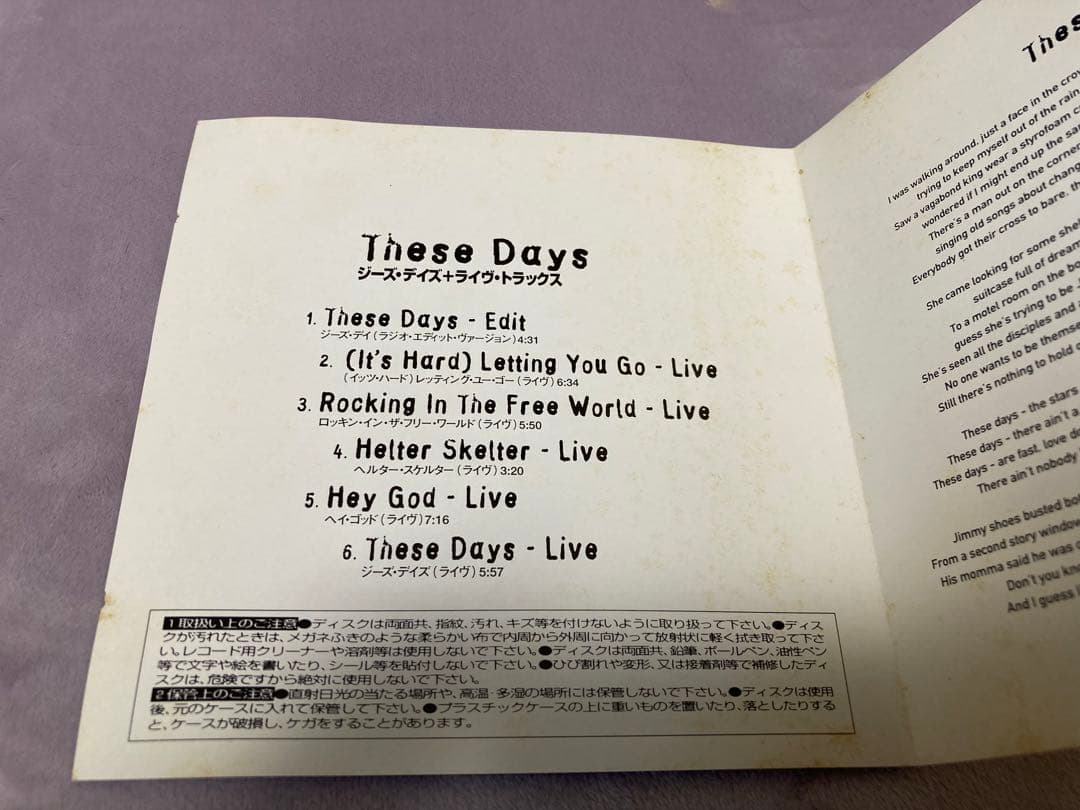 These Days
ジーズ・デイズ+ライヴ・トラックス
1. These Days - Edit
ジーズ・デイ(ラジオ・エディット・ヴァージョン)4:31
2. (It's Hard) Letting You Go - Live
(イッツ・ハード)レッティング・ユー・ゴー(ライヴ)6:34
3. Rocking In The Free World - Live
ロッキン・イン・ザ・フリー・ワールド(ライヴ)5:50
4. Helter Skelter - Live
ヘルター・スケルター(ライヴ)3:20
5. Hey God - Live
ヘイ・ゴッド(ライヴ)7:16
6. These Days - Live
ジーズ・デイズ(ライヴ)5:57
1取扱い上のご注意●ディスクは両面共、指紋、汚れ、キズ等を付けないように取り扱って下さい。●ディス
クが汚れたときは、メガネふきのような柔らかい布で内周から外周に向かって放射状に軽く拭き取って下さ
い。レコード用クリーナーや溶剤等は使用しないで下さい。●ディスクは両面共、鉛筆、ボールペン、油性ペン
等で文字や絵を書いたり、シール等を貼付しないで下さい。●ひび割れや変形、又は接着剤等で補修したディ
スクは、危険ですから絶対に使用しないで下さい。
2保管上のご注意●直射日光の当たる場所や、高温・多湿の場所には保管しないで下さい。●ディスクは使用
後、元のケースに入れて保管して下さい。●プラスチックケースの上に重いものを置いたり、落としたりする
と、ケースが破損し、ケガをすることがあります。
Thes
I was walking around, just a face in the cro
trying to keep myself out of the rain
Saw a vagabond king wear a styrofoam c
wondered if I might end up the sa
There's a man out on the corner
singing old songs about chang
Everybody got their cross to bare, th
She came looking for some shel
suitcase full of dream
To a motel room on the bo
guess she's trying to be
She's seen all the disciples and
No one wants to be themse
Still there's nothing to hold
These days - the stars
These days - there ain't a
These days - are fast, love do
There ain't nobody
Jimmy shoes busted bot
From a second story window
His momma said he was c
Don't you kno
And I guess I